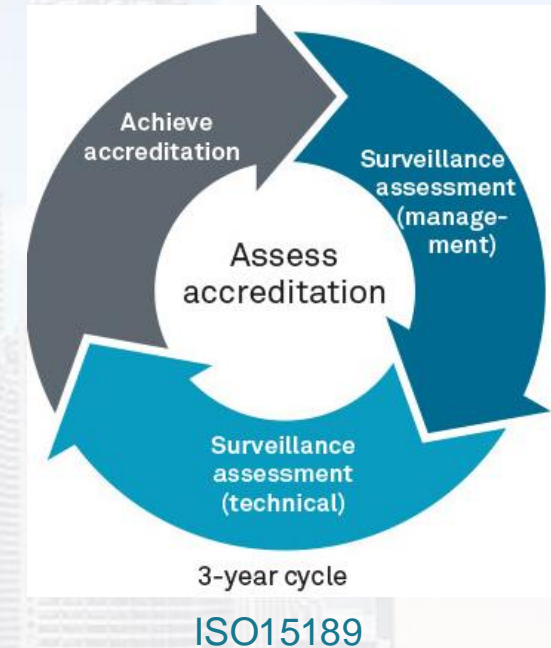 Achieve
accreditation
Surveillance
assessment
(manage-
ment)
Assess
accreditation
Surveillance
assessment
(technical)
3-year cycle
ISO15189